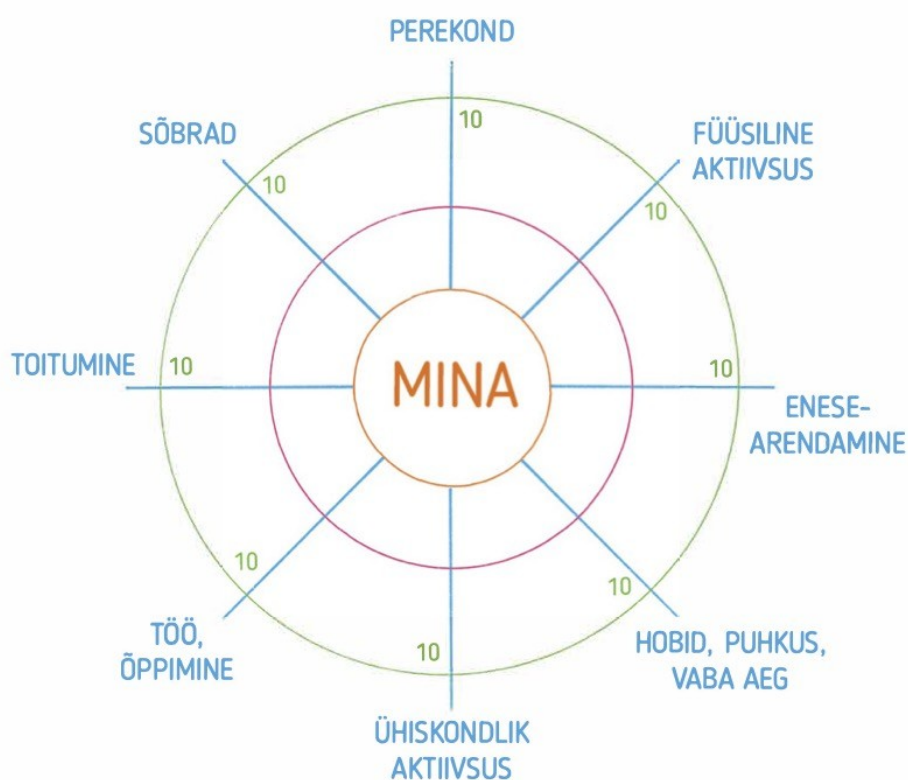 PEREKOND
10
SÕBRAD
10
FÜÜSILINE
AKTIIVSUS
10
TOITUMINE
10
MINA
10
ENESE-
ARENDAMINE
10
TÖÖ,
ÕPPIMINE
10
HOBID, PUHKUS,
VABA AEG
10
ÜHISKONDLIK
AKTIIVSUS